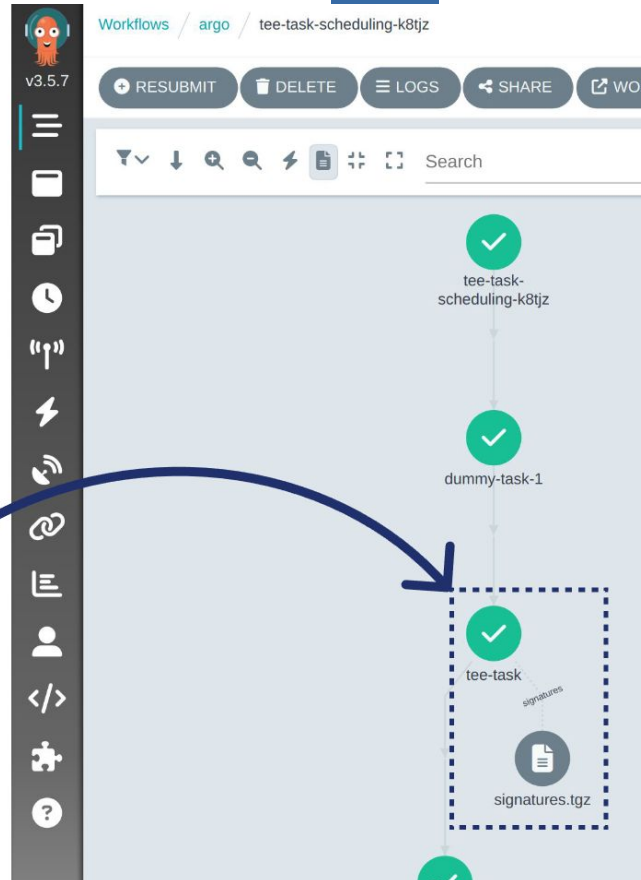 Workflows / argo / tee-task-scheduling-k8tjz
v3.5.7
RESUBMIT DELETE LOGS SHARE WO
Search
tee-task-
scheduling-k8tjz
dummy-task-1
tee-task
signatures
signatures.tgz